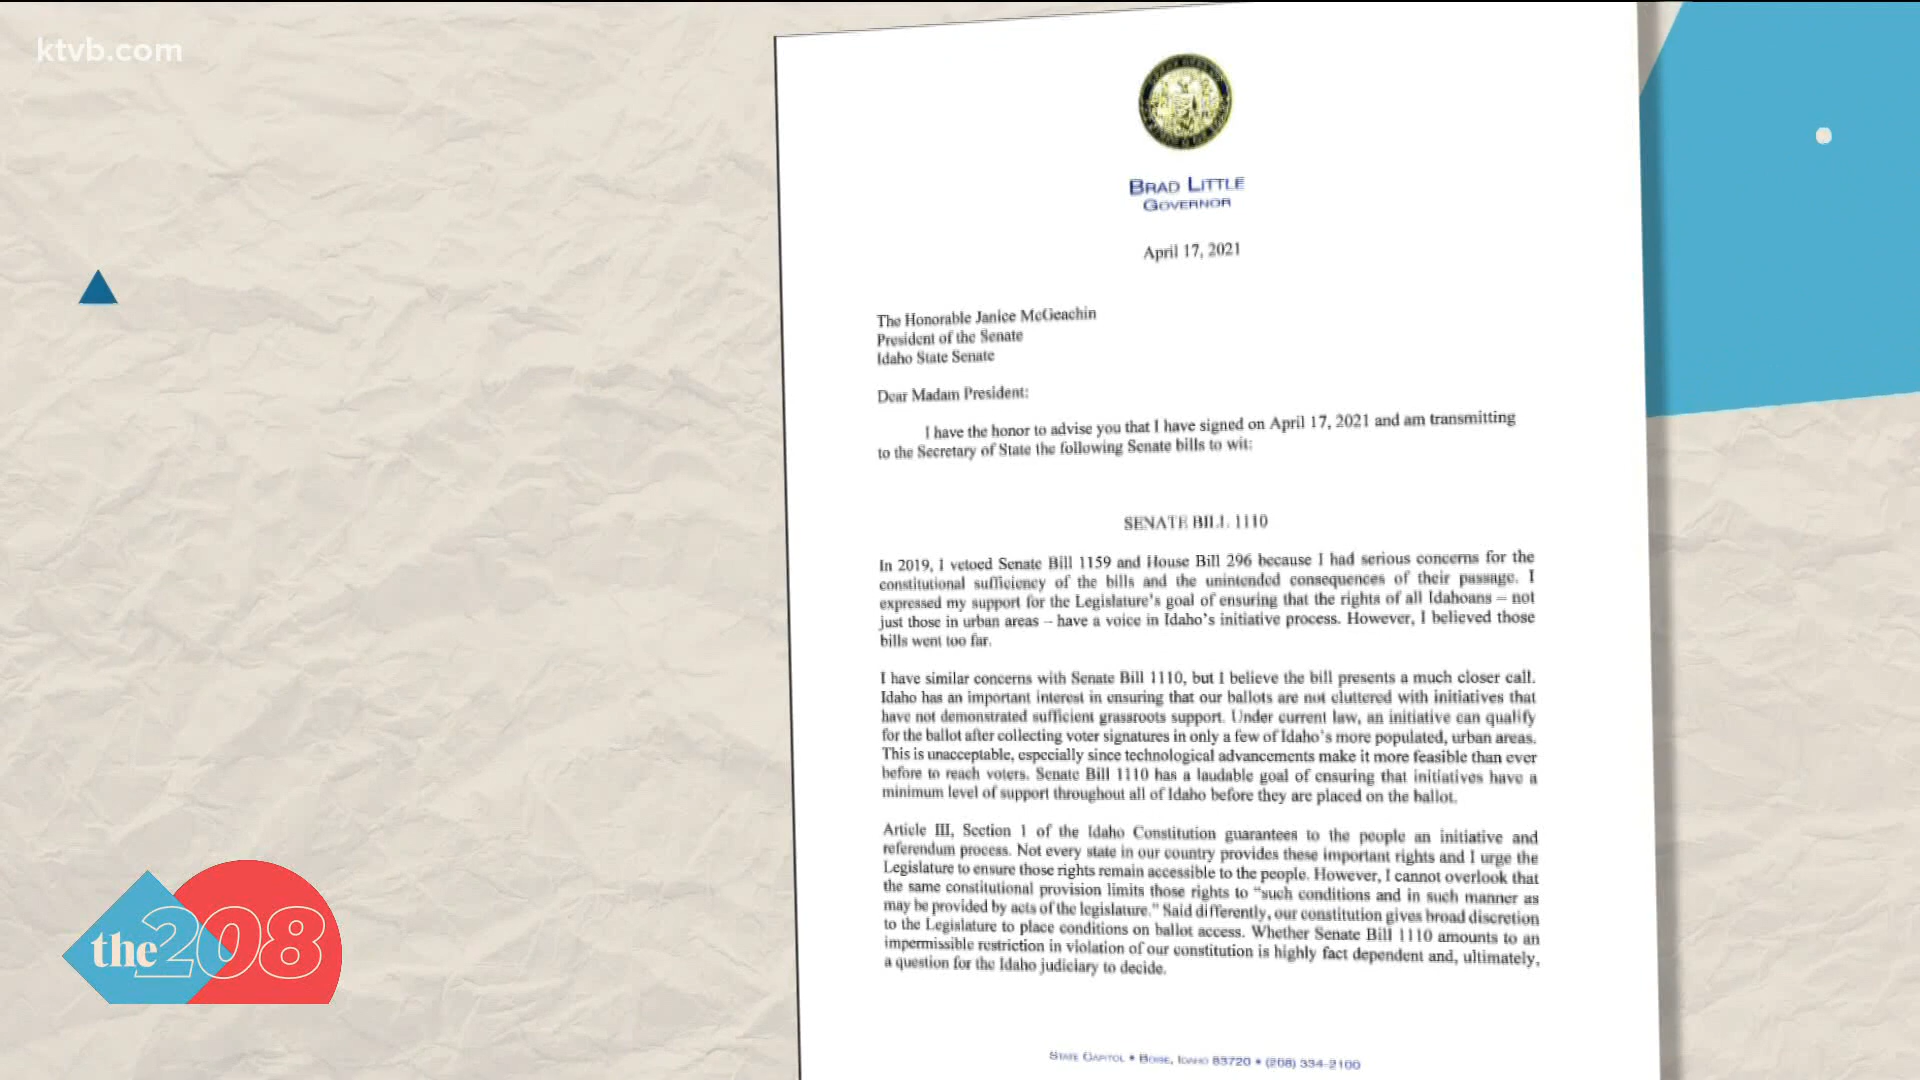 ktvb.com
BRAD LITTLE
GOVERNOR
April 17, 2021
The Honorable Janice McGeachin
President of the Senate
Idaho State Senate
Dear Madam President:
I have the honor to advise you that I have signed on April 17, 2021 and am transmitting
to the Secretary of State the following Senate bills to wit:
SENATE BILL 1110
In 2019, I vetoed Senate Bill 1159 and House Bill 296 because I had serious concerns for the
constitutional sufficiency of the bills and the unintended consequences of their passage. I
expressed my support for the Legislature's goal of ensuring that the rights of all Idahoans – not
just those in urban areas – have a voice in Idaho's initiative process. However, I believed those
bills went too far.
I have similar concerns with Senate Bill 1110, but I believe the bill presents a much closer call.
Idaho has an important interest in ensuring that our ballots are not cluttered with initiatives that
have not demonstrated sufficient grassroots support. Under current law, an initiative can qualify
for the ballot after collecting voter signatures in only a few of Idaho's more populated, urban areas.
This is unacceptable, especially since technological advancements make it more feasible than ever
before to reach voters. Senate Bill 1110 has a laudable goal of ensuring that initiatives have a
minimum level of support throughout all of Idaho before they are placed on the ballot.
Article III, Section 1 of the Idaho Constitution guarantees to the people an initiative and
referendum process. Not every state in our country provides these important rights and I urge the
Legislature to ensure those rights remain accessible to the people. However, I cannot overlook that
the same constitutional provision limits those rights to “such conditions and in such manner as
may be provided by acts of the legislature.” Said differently, our constitution gives broad discretion
to the Legislature to place conditions on ballot access. Whether Senate Bill 1110 amounts to an
impermissible restriction in violation of our constitution is highly fact dependent and, ultimately,
a question for the Idaho judiciary to decide.
STATE CAPITOL • BOISE, IDAHO 83720 • (208) 334-2100
the 208